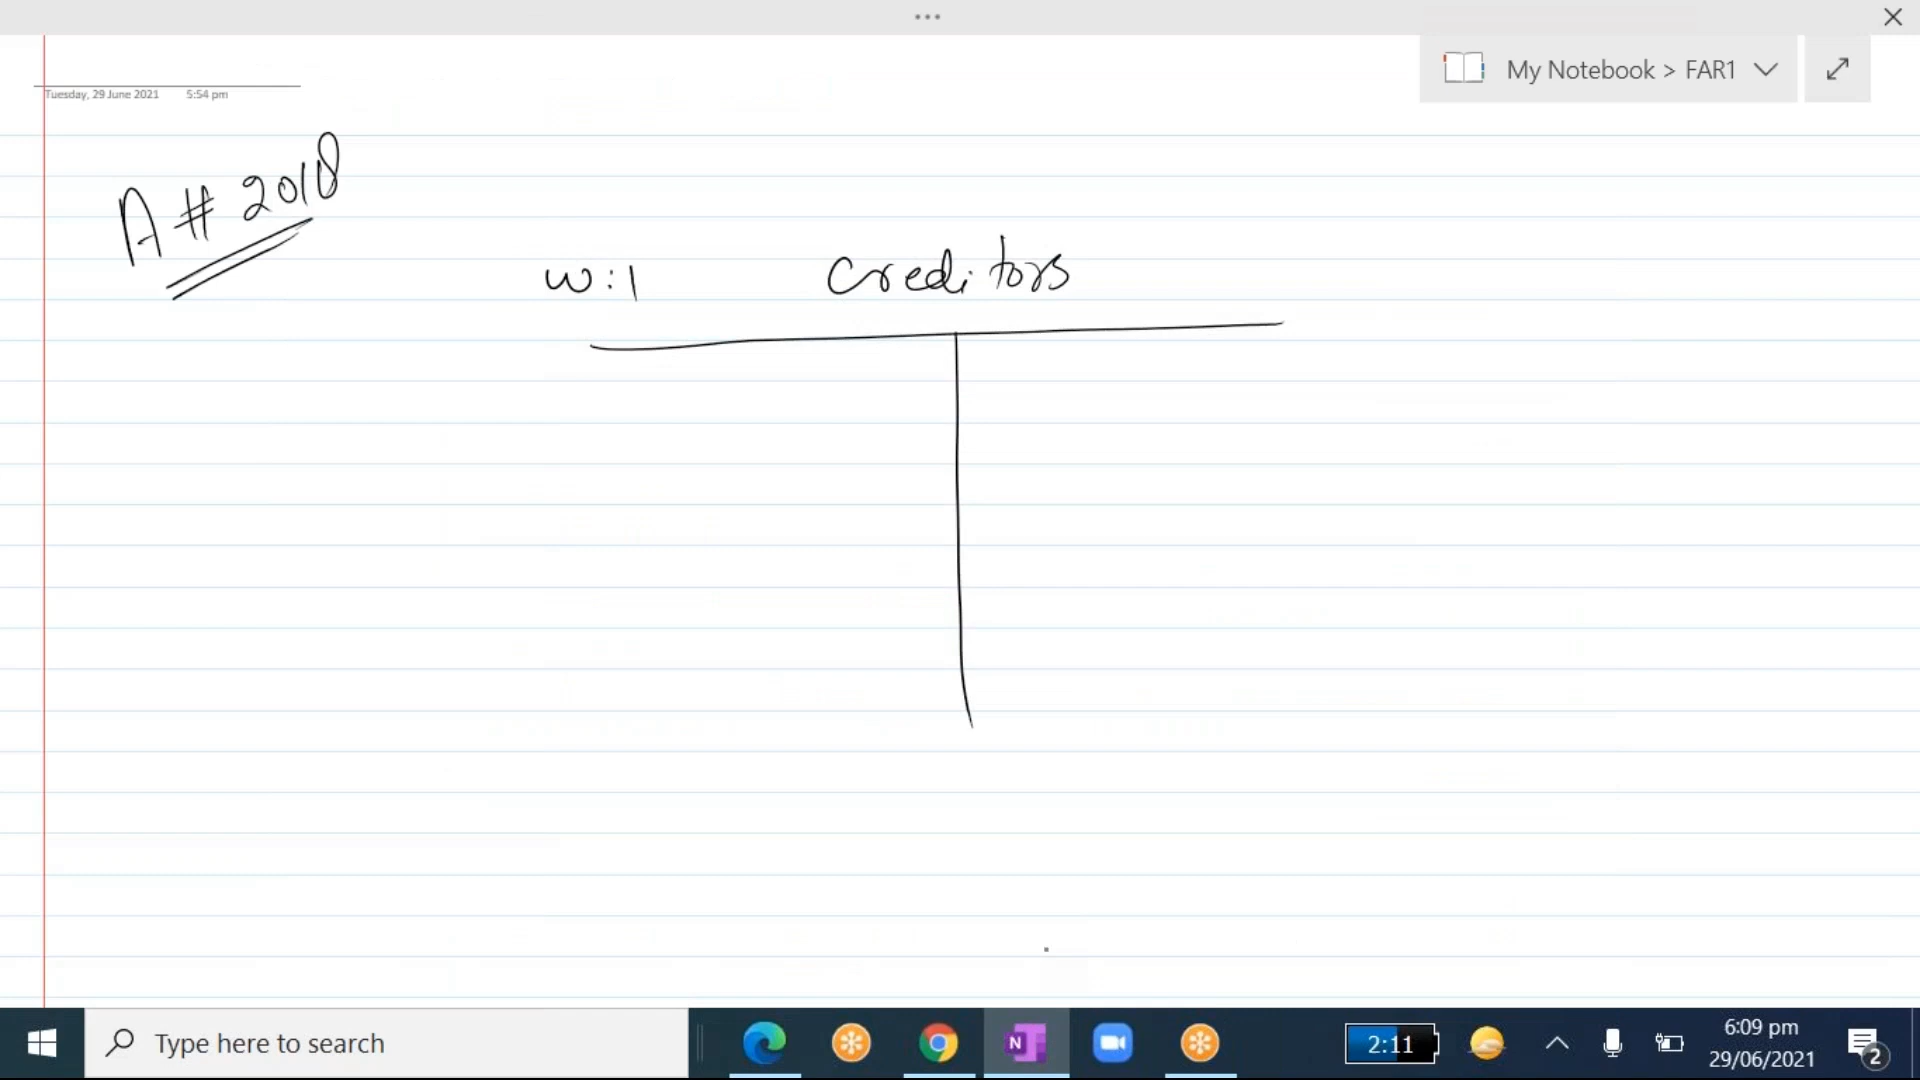 My Notebook > FAR1
Tuesday, 29 June 2021 5:54 pm
A # 2018
W:1 Creditors
Type here to search
N
2:11
6:09 pm
29/06/2021
2